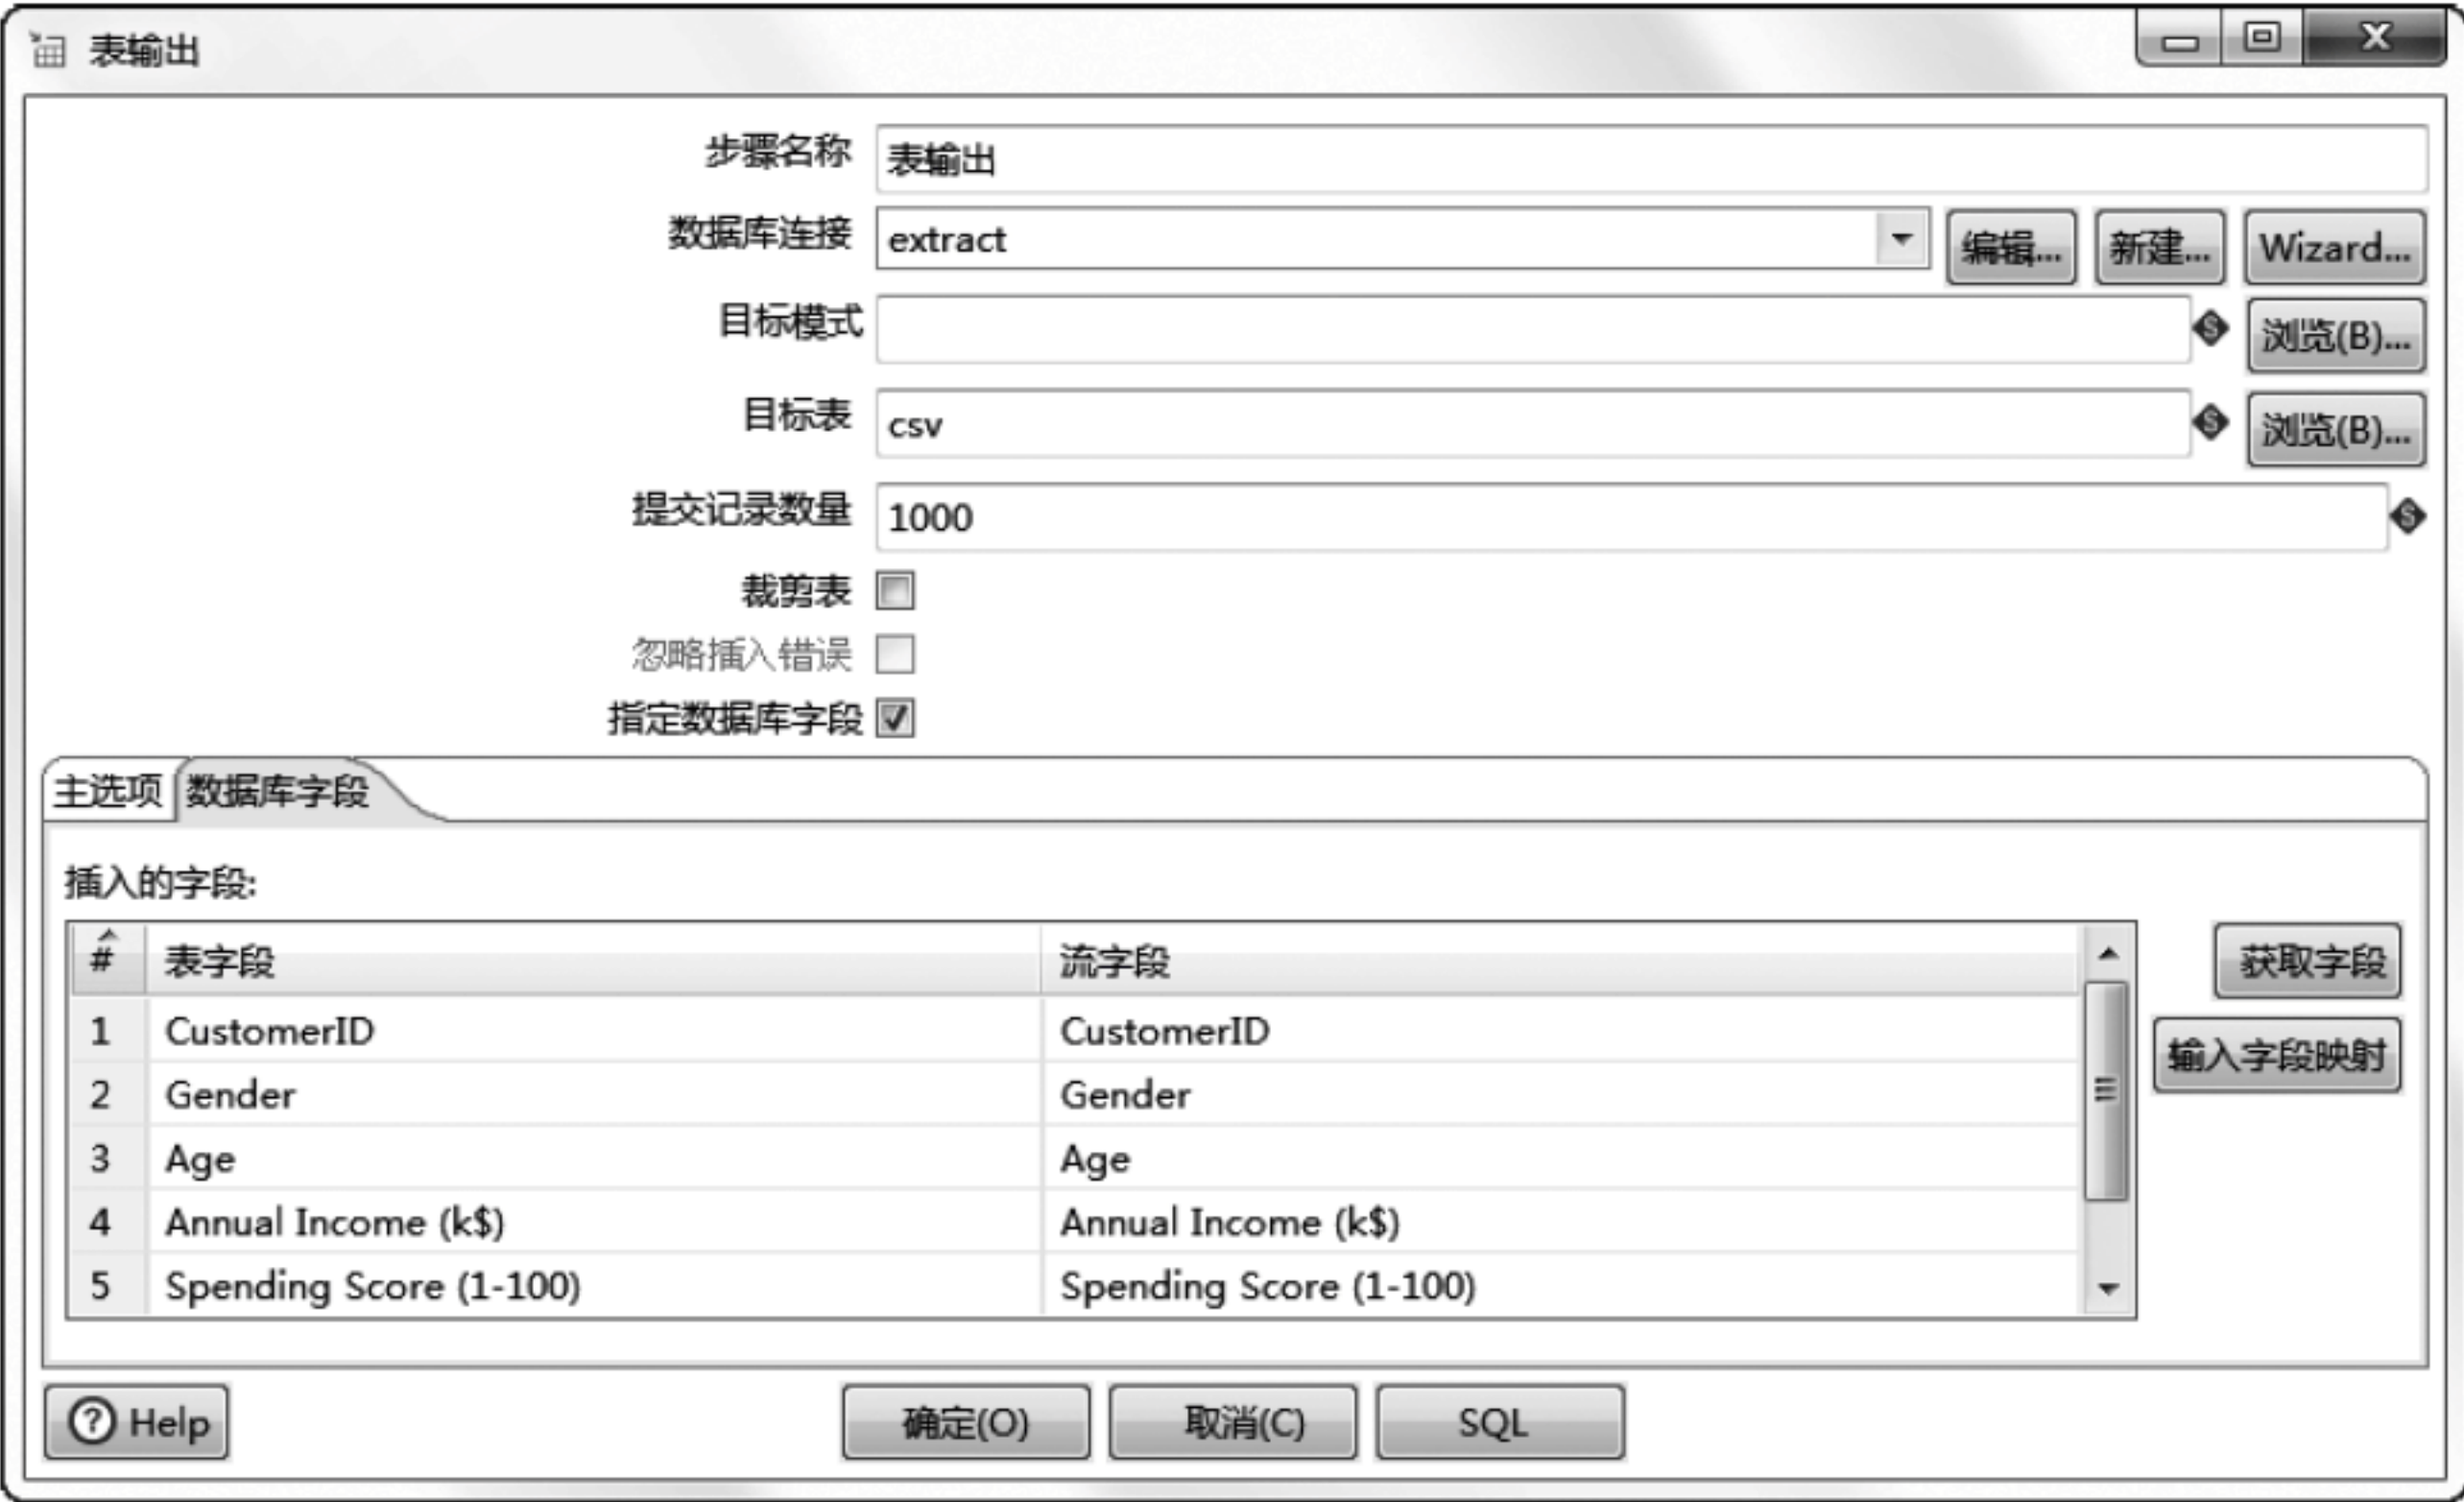 表输出
步骤名称 表输出
数据库连接 extract 编辑... 新建... Wizard...
目标模式 浏览(B)...
目标表 csv 浏览(B)...
提交记录数量 1000
裁剪表
忽略插入错误
指定数据库字段
主选项 数据库字段
插入的字段:
# 表字段 流字段 获取字段
1 CustomerID CustomerID
输入字段映射
2 Gender Gender
3 Age Age
4 Annual Income (k$) Annual Income (k$)
5 Spending Score (1-100) Spending Score (1-100)
Help 确定(O) 取消(C) SQL